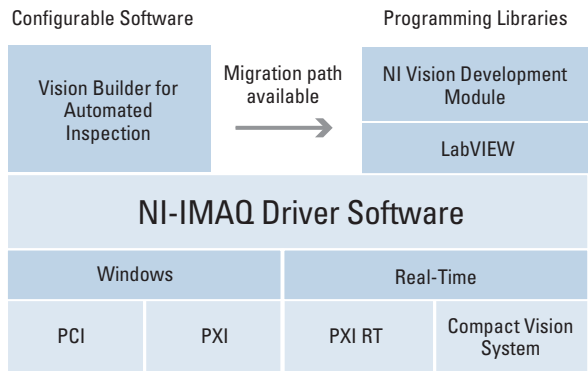 Configurable Software
Programming Libraries
Vision Builder for
Automated
Inspection
Migration path
available
NI Vision Development
Module
LabVIEW
NI-IMAQ Driver Software
Windows
Real-Time
PCI
PXI
PXI RT
Compact Vision
System